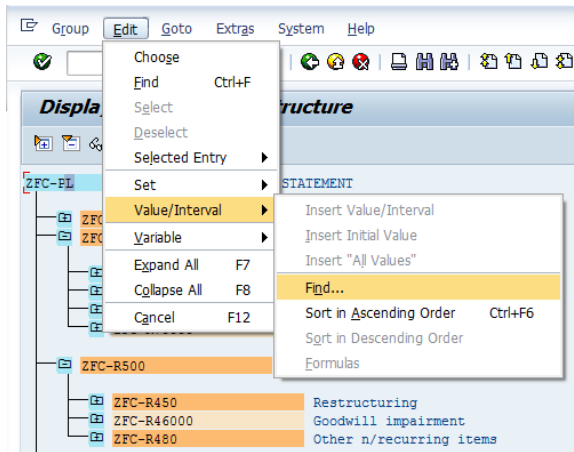 Group Edit Goto Extras System Help
Choose
Find Ctrl+F
Displa ructure
Select
Deselect
Selected Entry
ZFC-PL Set STATEMENT
Value/Interval Insert Value/Interval
ZFC
ZFC Variable Insert Initial Value
Expand All F7 Insert "All Values"
Collapse All F8 Find...
Cancel F12 Sort in Ascending Order Ctrl+F6
Sort in Descending Order
ZFC-R500 Formulas
ZFC-R450 Restructuring
ZFC-R46000 Goodwill impairment
ZFC-R480 Other n/recurring items